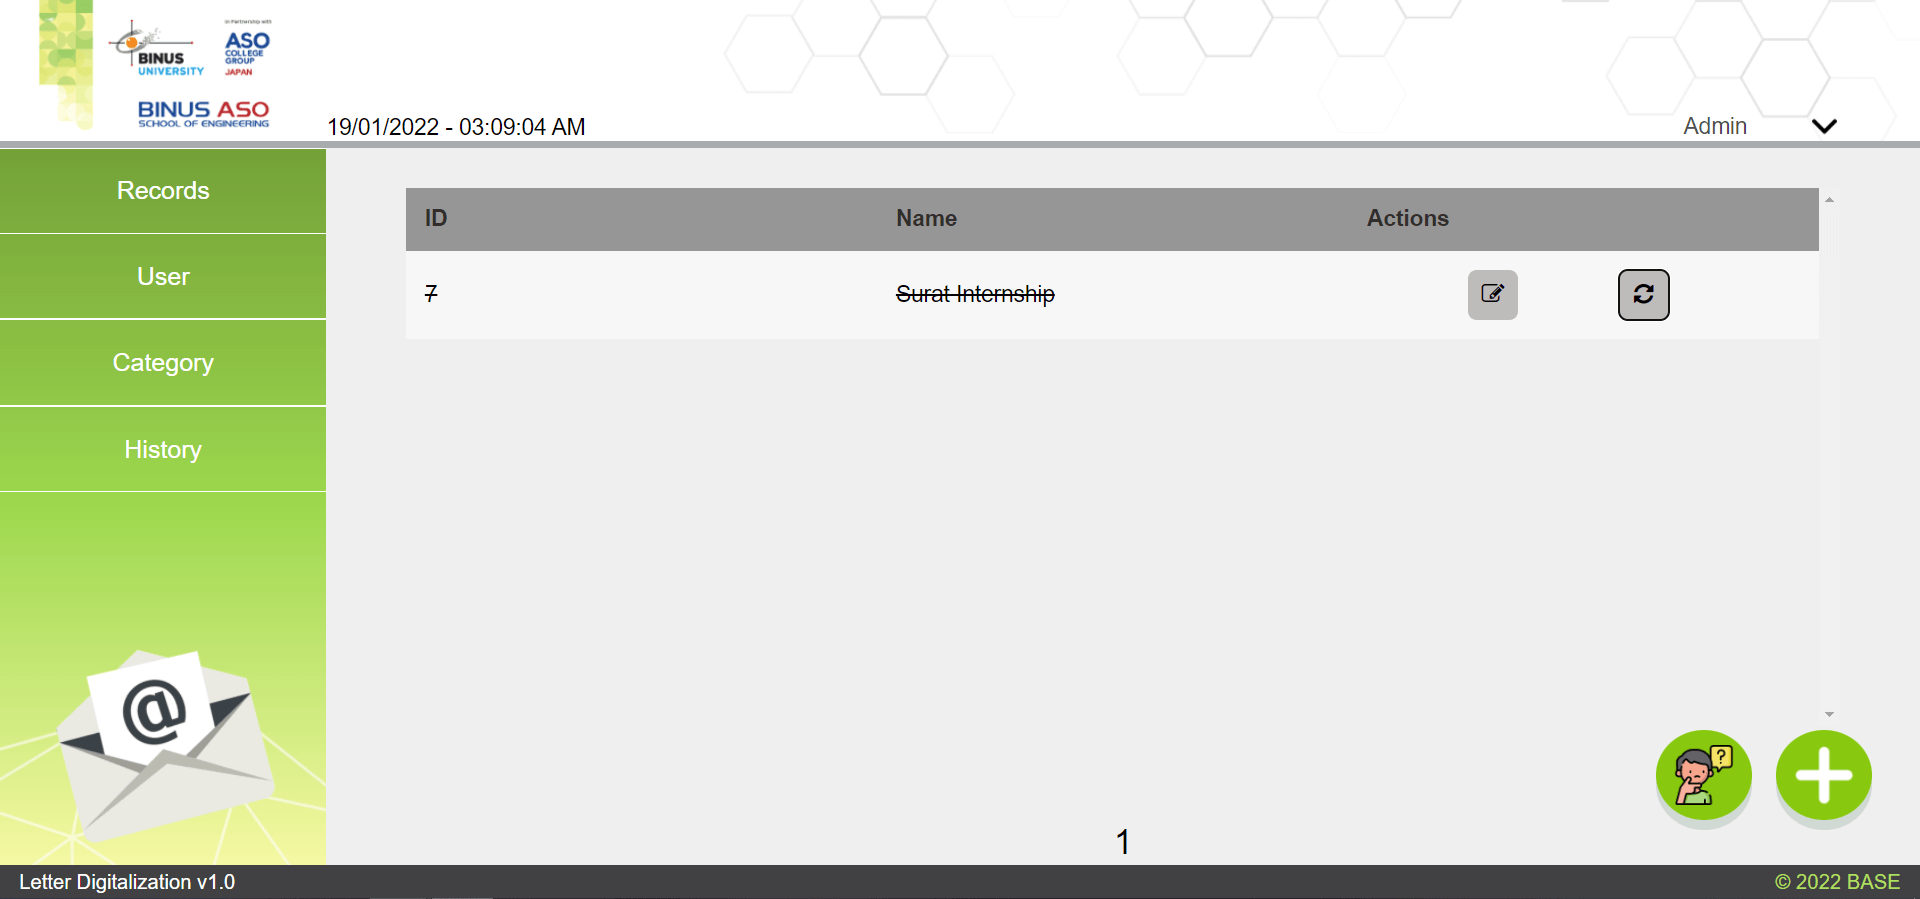 In Partnership with
BINUS
UNIVERSITY
ASO
COLLEGE
GROUP
JAPAN
BINUS ASO
SCHOOL OF ENGINEERING
19/01/2022 - 03:09:04 AM
Admin
Records
User
Category
History
ID Name Actions
7 Surat Internship
@
?
1
Letter Digitalization v1.0
© 2022 BASE